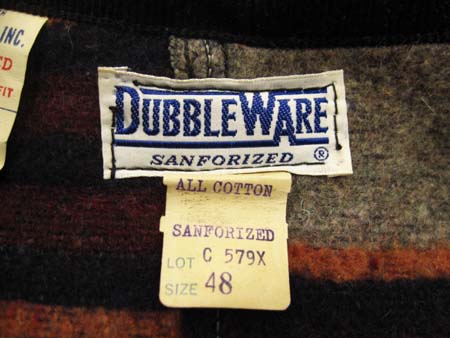 INC.
FIT
DUBBLEWARE
SANFORIZED ®
ALL COTTON
SANFORIZED
LOT C 579X
SIZE 48